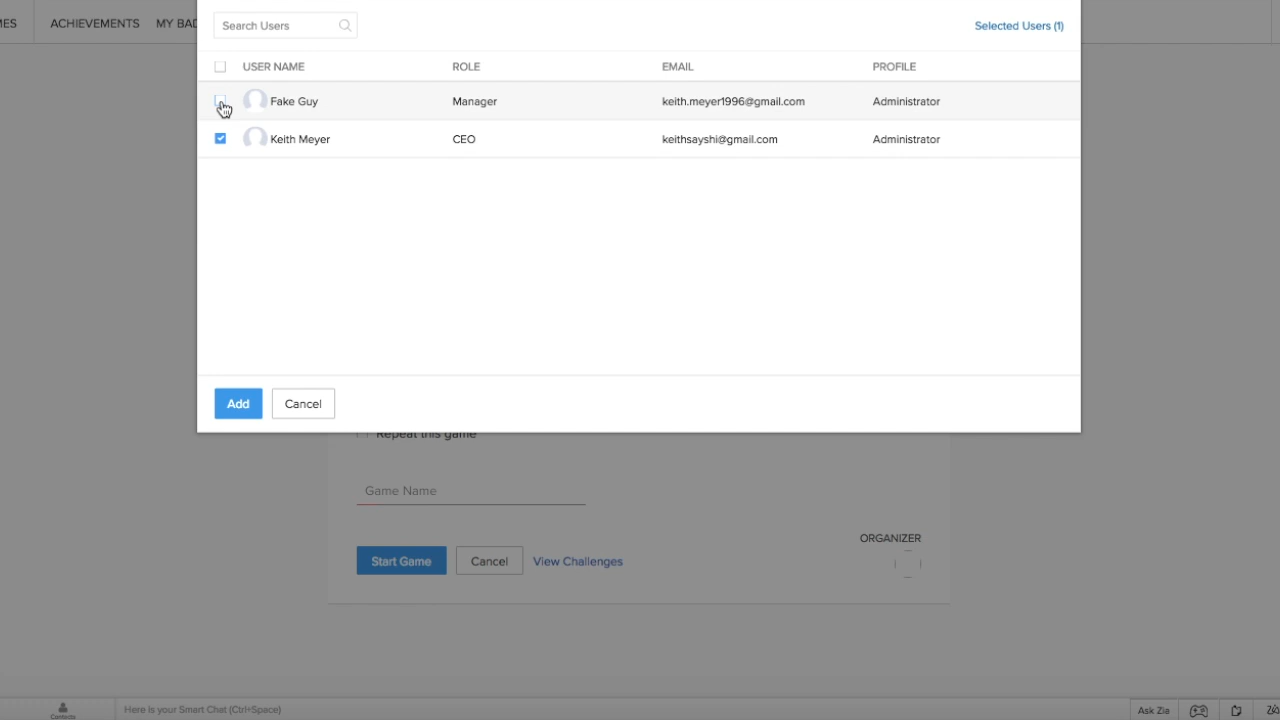 MES ACHIEVEMENTS MY BAD
Search Users
Selected Users (1)
USER NAME ROLE EMAIL PROFILE
Fake Guy Manager keith.meyer1996@gmail.com Administrator
Keith Meyer CEO keithsayshi@gmail.com Administrator
Add Cancel
Repeat this game
Game Name
ORGANIZER
Start Game Cancel View Challenges
Contacts Here is your Smart Chat (Ctrl+Space) Ask Zia